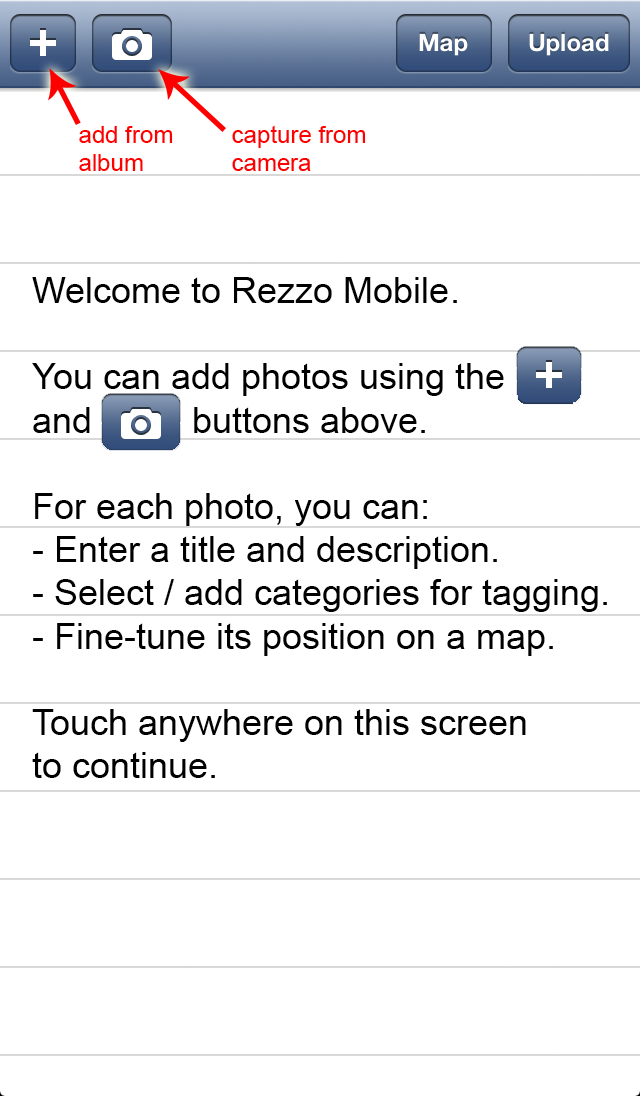 Map Upload
add from
album
capture from
camera
Welcome to Rezzo Mobile.
You can add photos using the
and buttons above.
For each photo, you can:
- Enter a title and description.
- Select / add categories for tagging.
- Fine-tune its position on a map.
Touch anywhere on this screen
to continue.